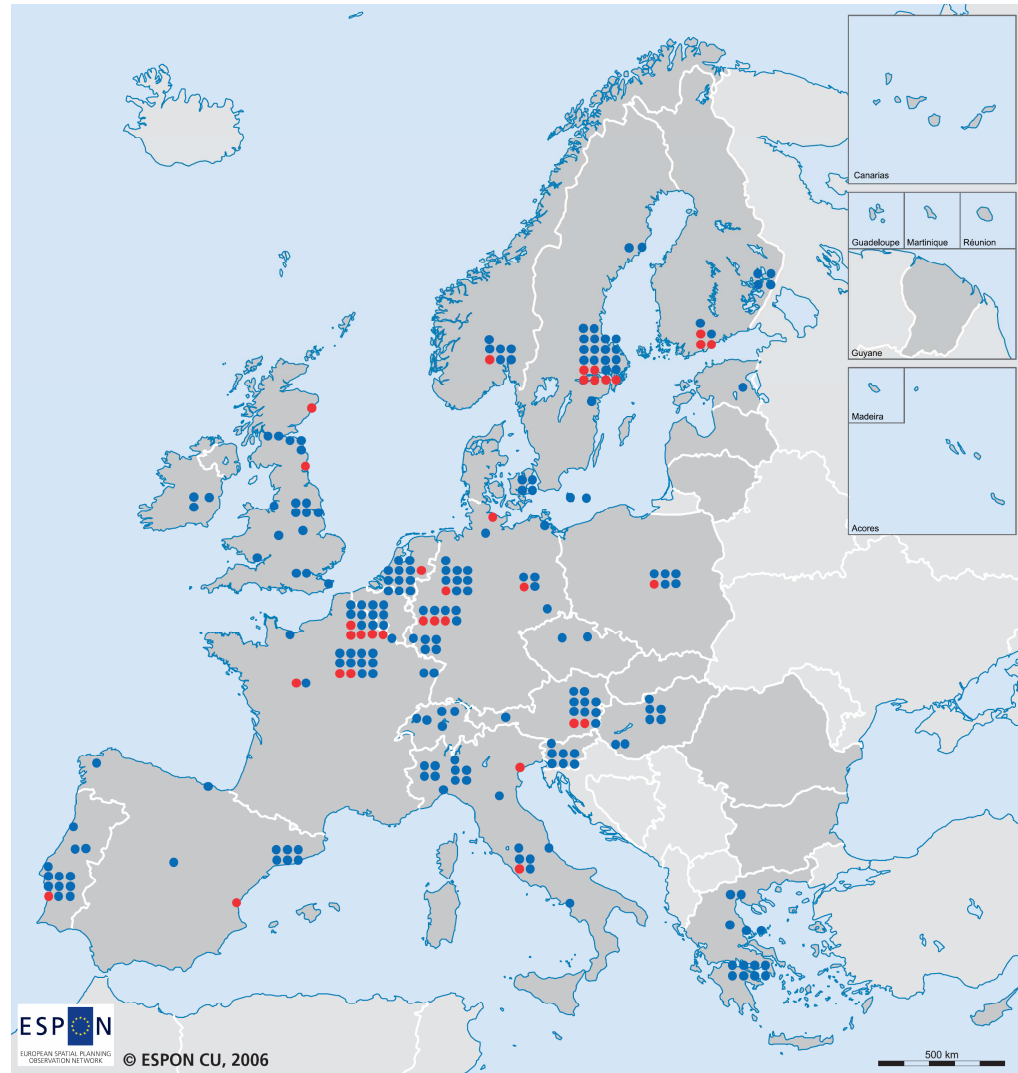 Canarias
Guadeloupe
Martinique
Réunion
Guyane
Madeira
Acores
ESPON
EUROPEAN SPATIAL PLANNING
OBSERVATION NETWORK
© ESPON CU, 2006
500 km